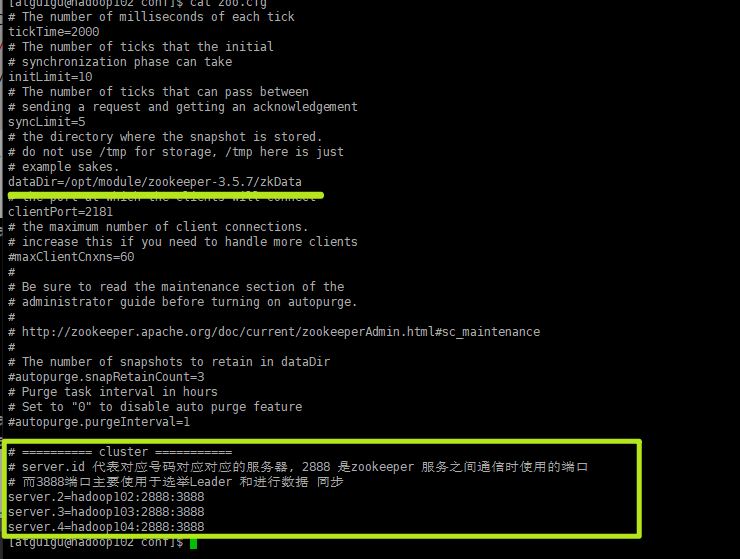 [atguigu@hadoop102 conf]$ cat zoo.cfg
# The number of milliseconds of each tick
tickTime=2000
# The number of ticks that the initial
# synchronization phase can take
initLimit=10
# The number of ticks that can pass between
# sending a request and getting an acknowledgement
syncLimit=5
# the directory where the snapshot is stored.
# do not use /tmp for storage, /tmp here is just
# example sakes.
dataDir=/opt/module/zookeeper-3.5.7/zkData
# the port at which the clients will connect
clientPort=2181
# the maximum number of client connections.
# increase this if you need to handle more clients
#maxClientCnxns=60
#
# Be sure to read the maintenance section of the
# administrator guide before turning on autopurge.
#
# http://zookeeper.apache.org/doc/current/zookeeperAdmin.html#sc_maintenance
#
# The number of snapshots to retain in dataDir
#autopurge.snapRetainCount=3
# Purge task interval in hours
# Set to "0" to disable auto purge feature
#autopurge.purgeInterval=1
# ========== cluster ===========
# server.id 代表对应号码对应对应的服务器, 2888 是zookeeper 服务之间通信时使用的端口
# 而3888端口主要使用于选举Leader 和进行数据 同步
server.2=hadoop102:2888:3888
server.3=hadoop103:2888:3888
server.4=hadoop104:2888:3888
[atguigu@hadoop102 conf]$